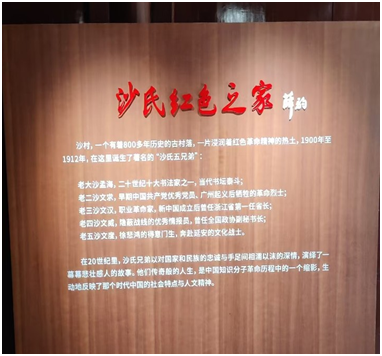 沙氏红色之家
沙村，一个有着800多年历史的古村落，一片浸润着红色革命精神的热土，1900年至
1912年，在这里诞生了著名的“沙氏五兄弟”：
老大沙孟海，二十世纪十大书法家之一，当代书坛泰斗；
老二沙文求，早期中国共产党优秀党员、广州起义后牺牲的革命烈士；
老三沙文汉，职业革命家，新中国成立后曾任浙江省第一任省长；
老四沙文威，隐蔽战线的优秀情报员，曾任全国政协副秘书长；
老五沙文度，徐悲鸿的得意门生，奔赴延安的文化战士。
在20世纪里，沙氏兄弟以对国家和民族的忠诚与手足间相濡以沫的深情，演绎了一
幕幕悲壮感人的故事。他们传奇般的人生，是中国知识分子革命历程中的一个缩影，生
动地反映了那个时代中国的社会特点与人文精神。